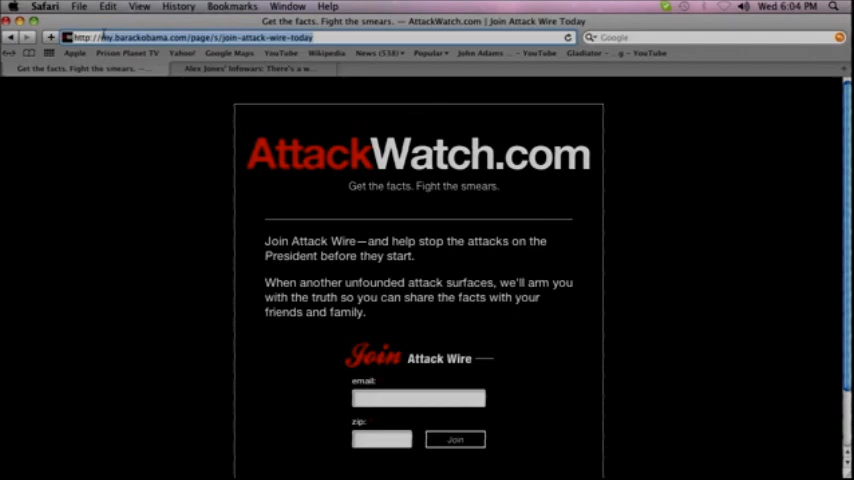 Safari File Edit View History Bookmarks Window Help Wed 6:04 PM
Get the facts. Fight the smears. — AttackWatch.com | Join Attack Wire Today
http://my.barackobama.com/page/s/join-attack-wire-today Google
Apple Prison Planet TV Yahoo! Google Maps YouTube Wikipedia News (538) Popular John Adams ... – YouTube Gladiator ... g – YouTube
Get the facts. Fight the smears. —... Alex Jones' Infowars: There's a w...
AttackWatch.com
Get the facts. Fight the smears.
Join Attack Wire—and help stop the attacks on the
President before they start.
When another unfounded attack surfaces, we'll arm you
with the truth so you can share the facts with your
friends and family.
Join Attack Wire
email:
zip:
Join